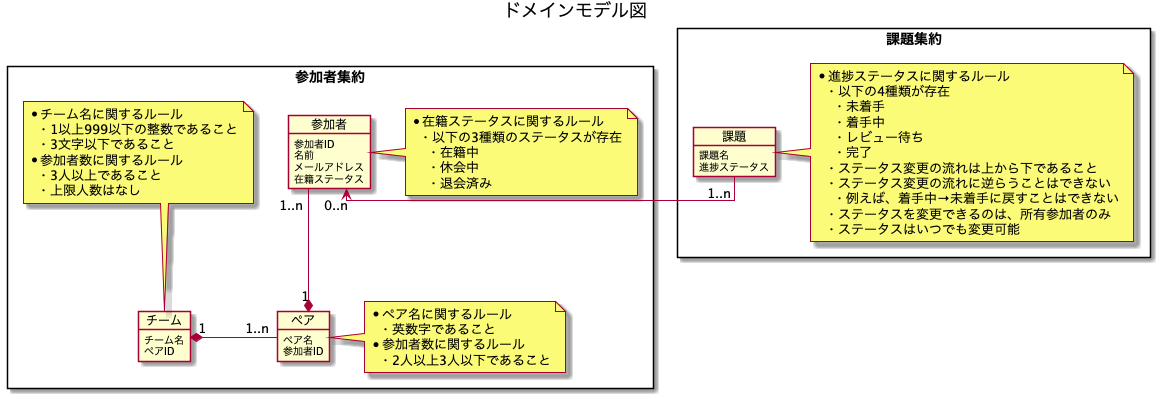 ドメインモデル図
参加者集約
●チーム名に関するルール
・1以上999以下の整数であること
・3文字以下であること
●参加者数に関するルール
・3人以上であること
・上限人数はなし
参加者
参加者ID
名前
メールアドレス
在籍ステータス
●在籍ステータスに関するルール
・以下の3種類のステータスが存在
・在籍中
・休会中
・退会済み
1..n
0..n
1
チーム
チーム名
ペアID
1
1..n
ペア
ペア名
参加者ID
●ペア名に関するルール
・英数字であること
●参加者数に関するルール
・2人以上3人以下であること
課題集約
課題
課題名
進捗ステータス
1..n
●進捗ステータスに関するルール
・以下の4種類が存在
・未着手
・着手中
・レビュー待ち
・完了
・ステータス変更の流れは上から下であること
・ステータス変更の流れに逆らうことはできない
・例えば、着手中→未着手に戻すことはできない
・ステータスを変更できるのは、所有参加者のみ
・ステータスはいつでも変更可能